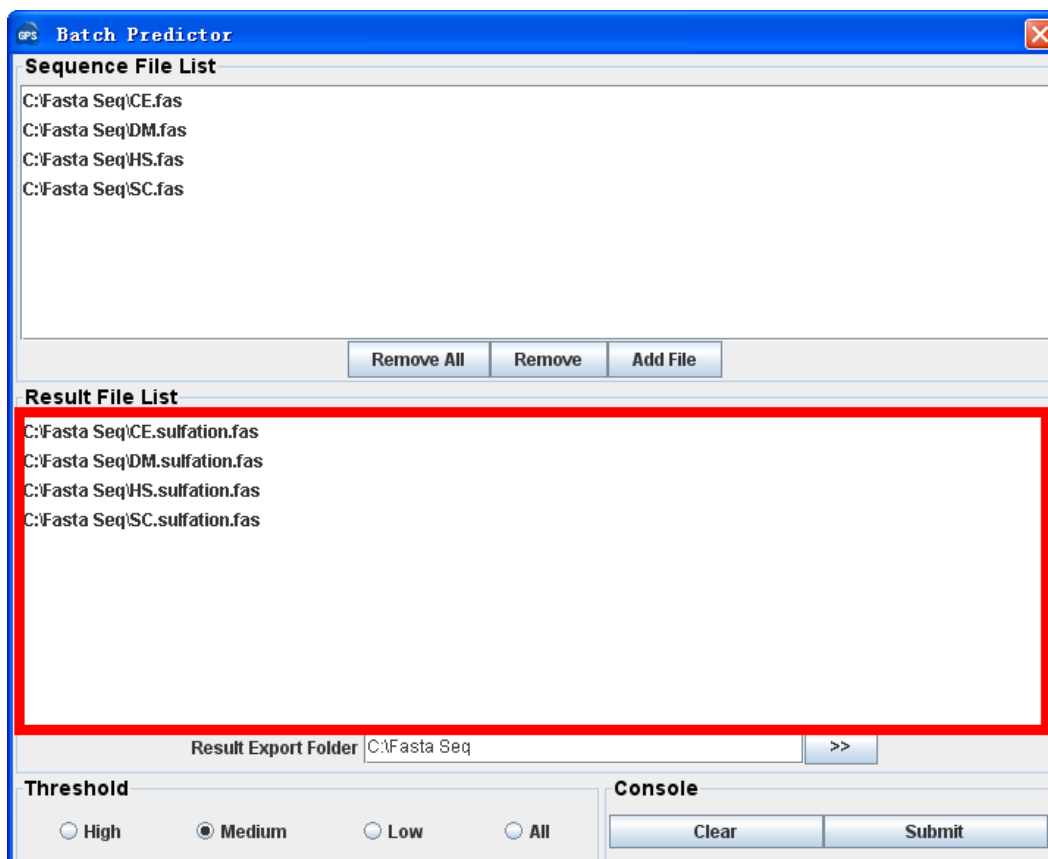 GPS Batch Predictor
Sequence File List
C:\Fasta Seq\CE.fas
C:\Fasta Seq\DM.fas
C:\Fasta Seq\HS.fas
C:\Fasta Seq\SC.fas
Remove All Remove Add File
Result File List
C:\Fasta Seq\CE.sulfation.fas
C:\Fasta Seq\DM.sulfation.fas
C:\Fasta Seq\HS.sulfation.fas
C:\Fasta Seq\SC.sulfation.fas
Result Export Folder C:\Fasta Seq >>
Threshold Console
High Medium Low All Clear Submit